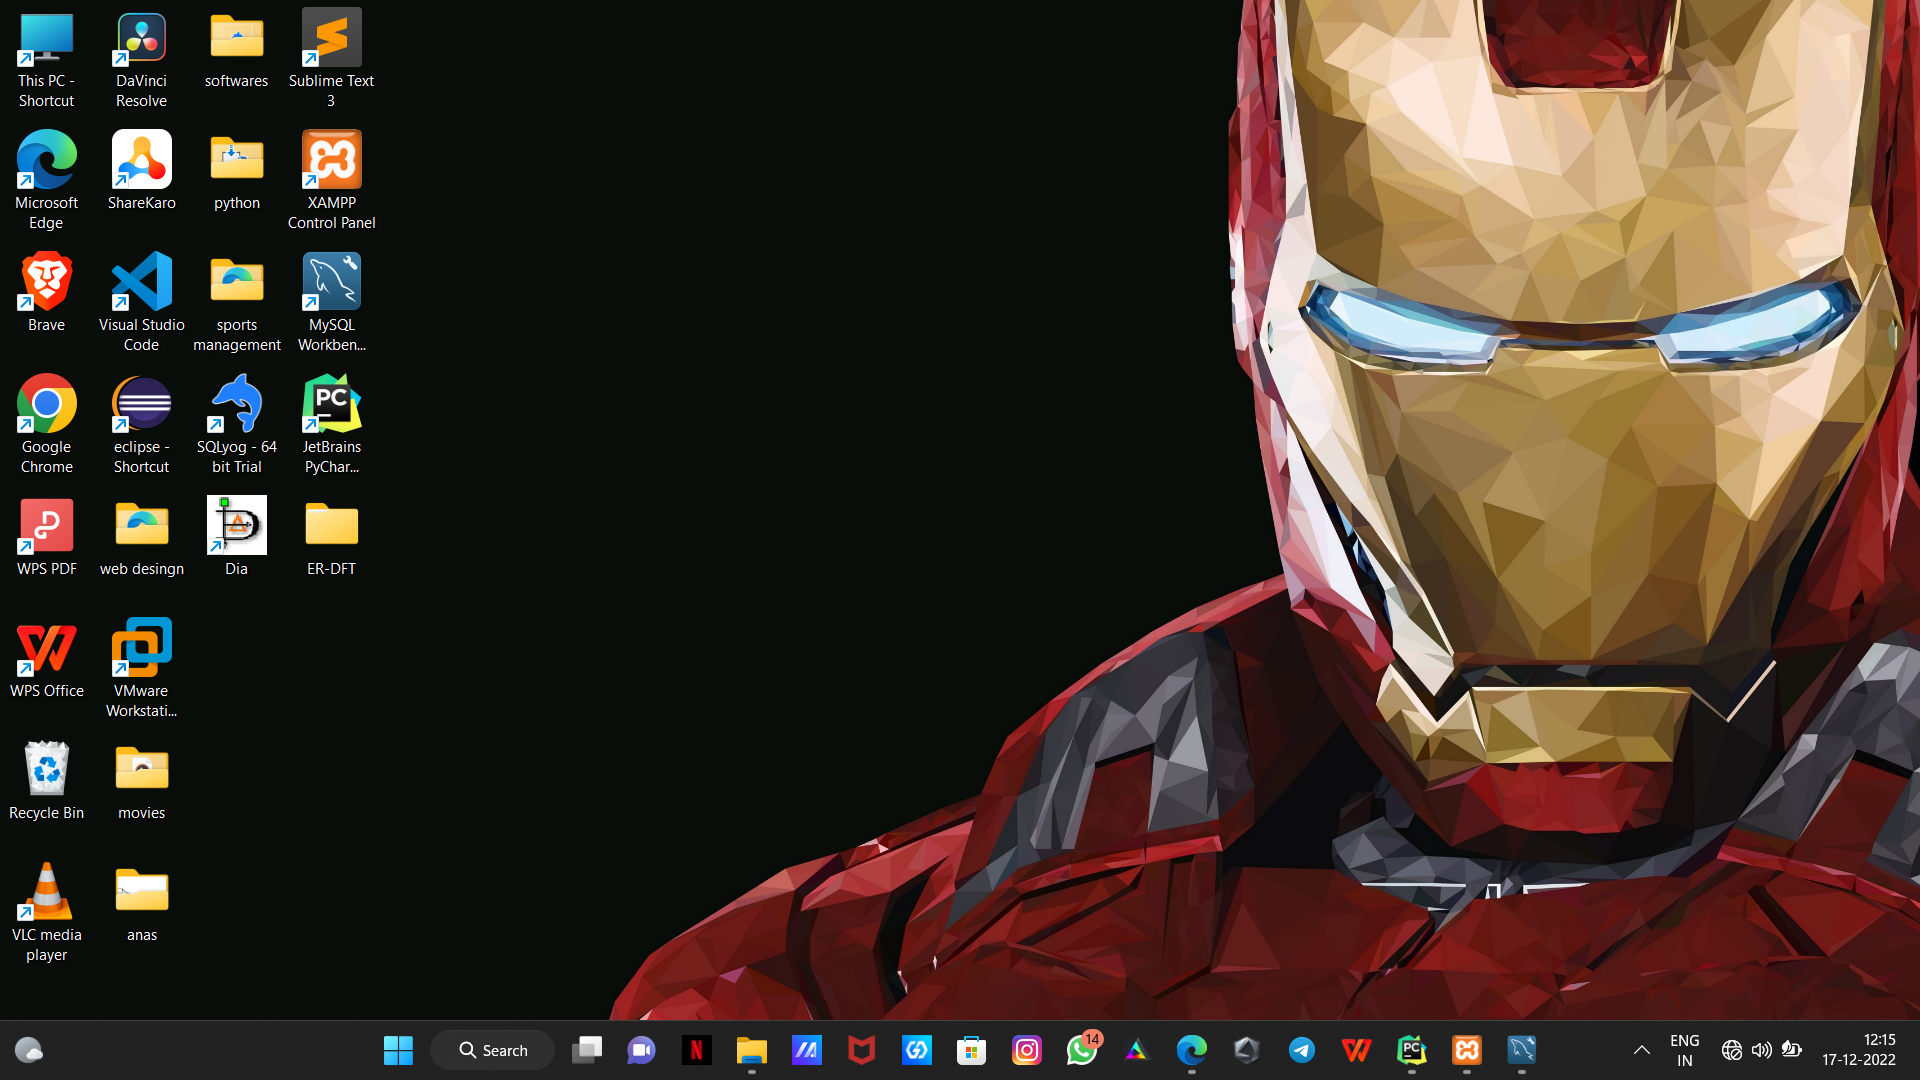 This PC -
Shortcut
DaVinci
Resolve
softwares
Sublime Text
3
Microsoft
Edge
ShareKaro
python
XAMPP
Control Panel
Brave
Visual Studio
Code
sports
management
MySQL
Workben...
Google
Chrome
eclipse -
Shortcut
SQLyog - 64
bit Trial
PC
JetBrains
PyChar...
WPS PDF
web desingn
Dia
ER-DFT
WPS Office
VMware
Workstati...
Recycle Bin
movies
VLC media
player
anas
Search
N
14
PC
ENG
IN
12:15
17-12-2022